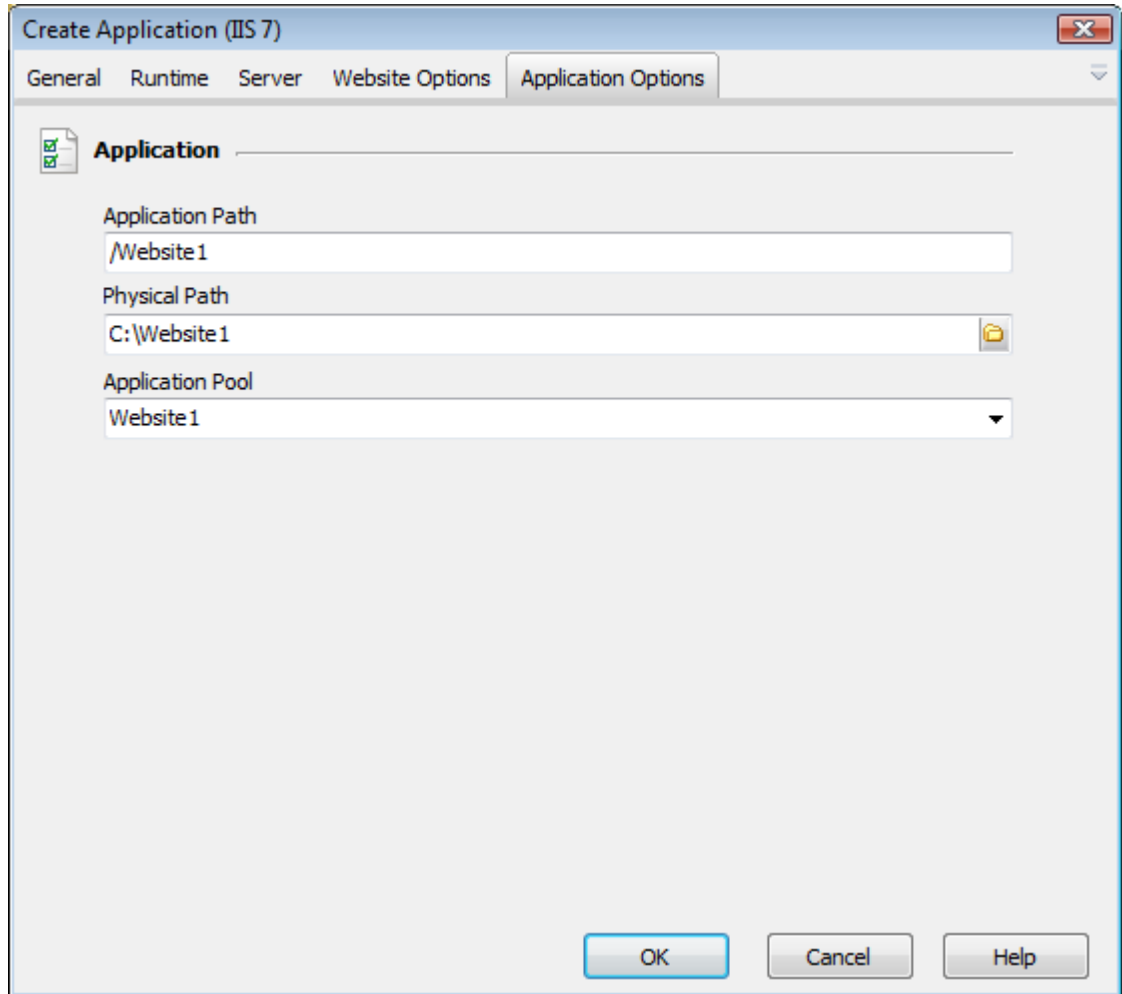 Create Application (IIS 7)
General Runtime Server Website Options Application Options
Application
Application Path
/Website1
Physical Path
C:\Website1
Application Pool
Website1
OK Cancel Help